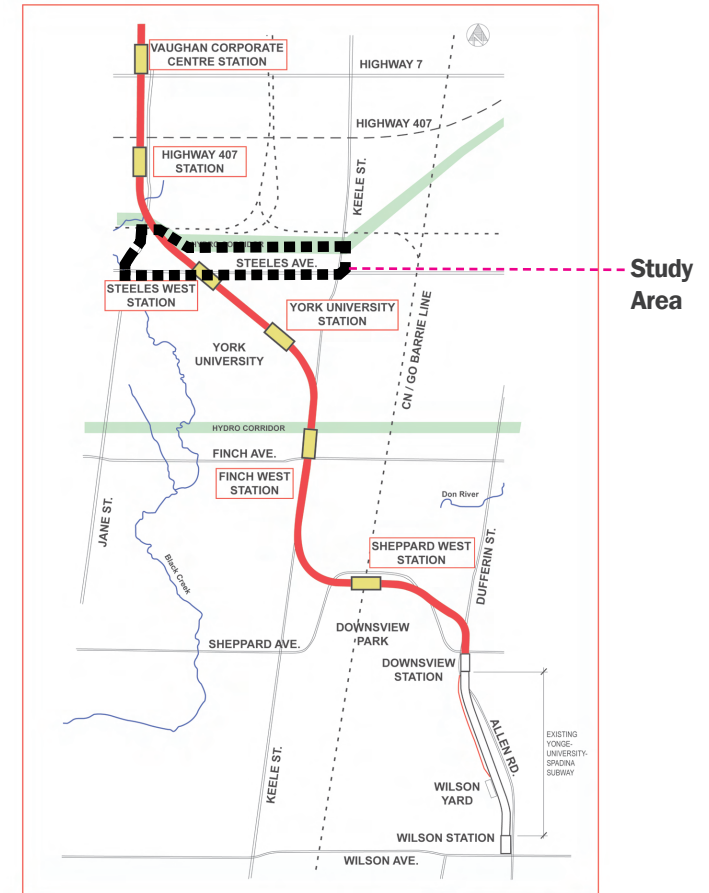 VAUGHAN CORPORATE
CENTRE STATION
HIGHWAY 7
HIGHWAY 407
HIGHWAY 407
STATION
KEELE ST.
HYDRO CORRIDOR
STEELES AVE.
Study
Area
STEELES WEST
STATION
YORK UNIVERSITY
STATION
YORK
UNIVERSITY
CN / GO BARRIE LINE
HYDRO CORRIDOR
FINCH AVE.
FINCH WEST
STATION
JANE ST.
Don River
DUFFERIN ST.
SHEPPARD WEST
STATION
Black Creek
DOWNSVIEW
PARK
SHEPPARD AVE.
DOWNSVIEW
STATION
ALLEN RD.
EXISTING
YONGE-
UNIVERSITY-
SPADINA
SUBWAY
KEELE ST.
WILSON
YARD
WILSON STATION
WILSON AVE.